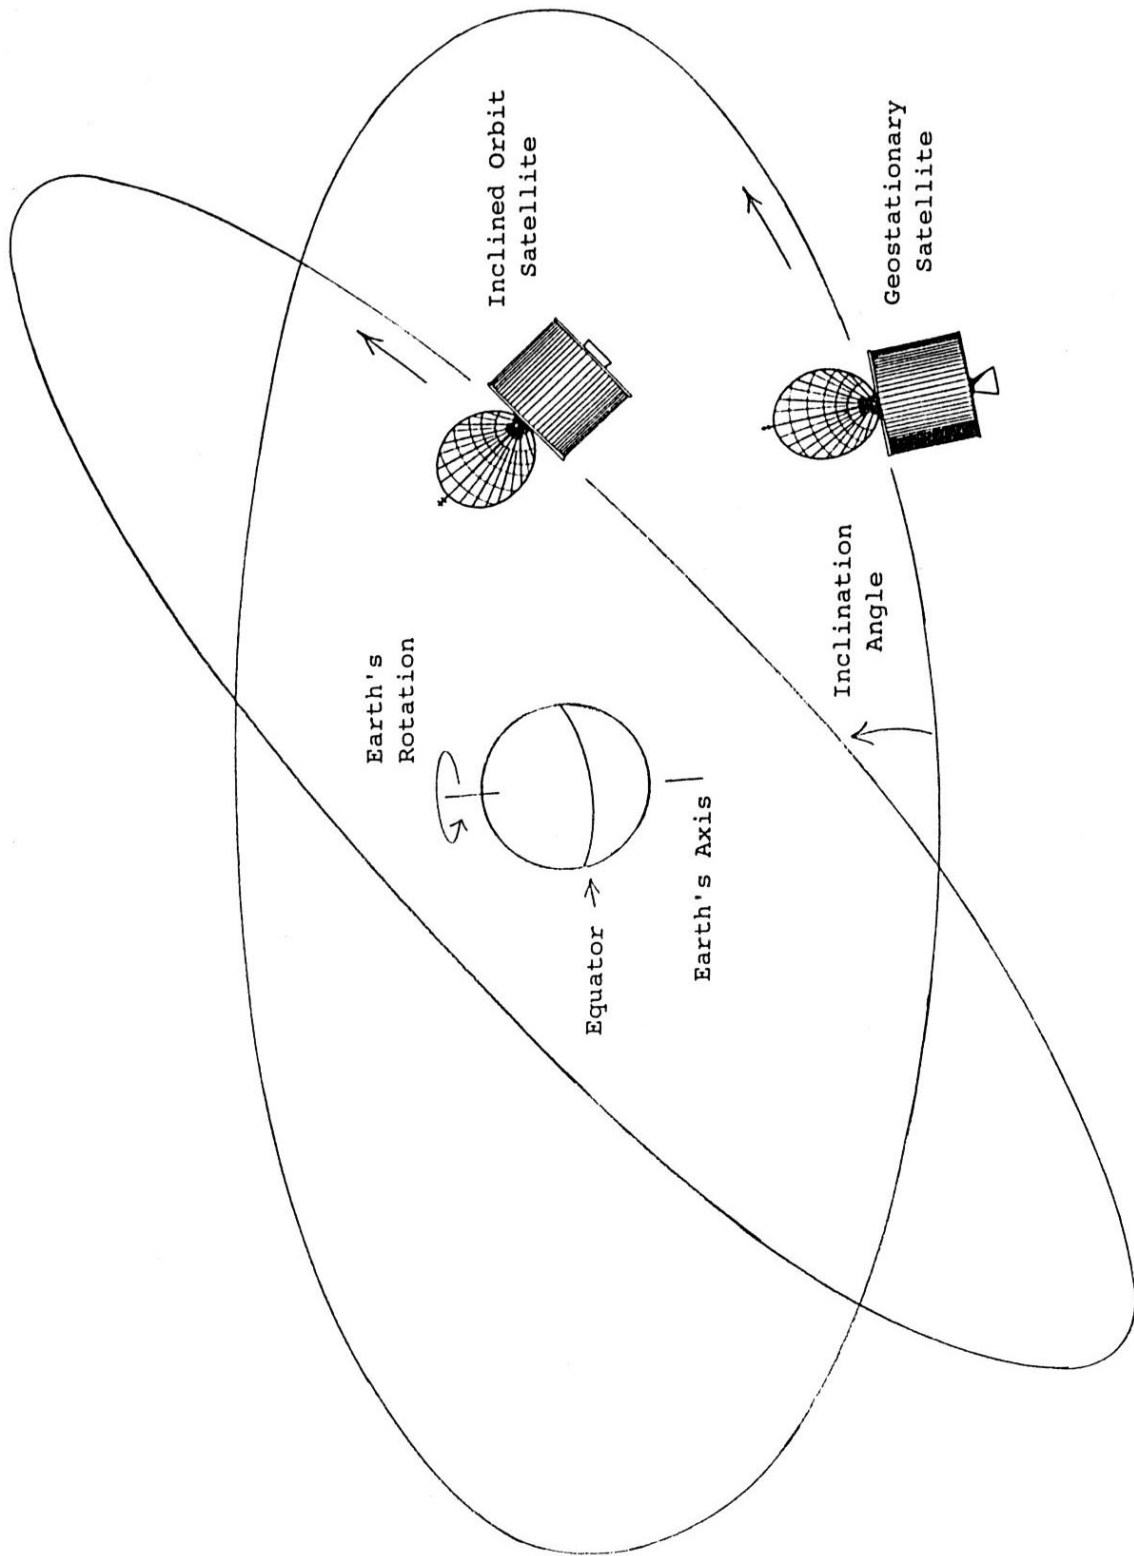 Inclined Orbit
Satellite
Geostationary
Satellite
Earth's
Rotation
Inclination
Angle
Equator
Earth's Axis